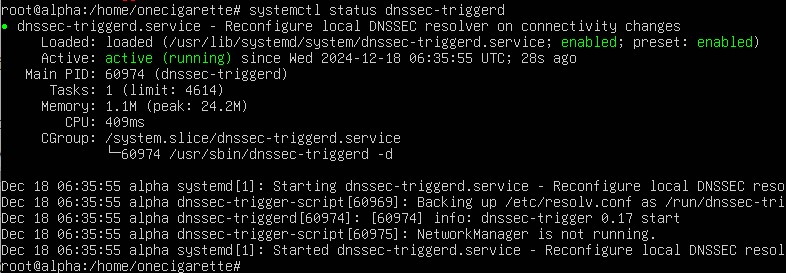 root@alpha:/home/onecigarette# systemctl status dnssec-triggerd
● dnssec-triggerd.service - Reconfigure local DNSSEC resolver on connectivity changes
     Loaded: loaded (/usr/lib/systemd/system/dnssec-triggerd.service; enabled; preset: enabled)
     Active: active (running) since Wed 2024-12-18 06:35:55 UTC; 28s ago
   Main PID: 60974 (dnssec-triggerd)
      Tasks: 1 (limit: 4614)
     Memory: 1.1M (peak: 24.2M)
        CPU: 409ms
     CGroup: /system.slice/dnssec-triggerd.service
             └─60974 /usr/sbin/dnssec-triggerd -d

Dec 18 06:35:55 alpha systemd[1]: Starting dnssec-triggerd.service - Reconfigure local DNSSEC reso
Dec 18 06:35:55 alpha dnssec-trigger-script[60969]: Backing up /etc/resolv.conf as /run/dnssec-tri
Dec 18 06:35:55 alpha dnssec-triggerd[60974]: [60974] info: dnssec-trigger 0.17 start
Dec 18 06:35:55 alpha dnssec-trigger-script[60975]: NetworkManager is not running.
Dec 18 06:35:55 alpha systemd[1]: Started dnssec-triggerd.service - Reconfigure local DNSSEC resol
root@alpha:/home/onecigarette#